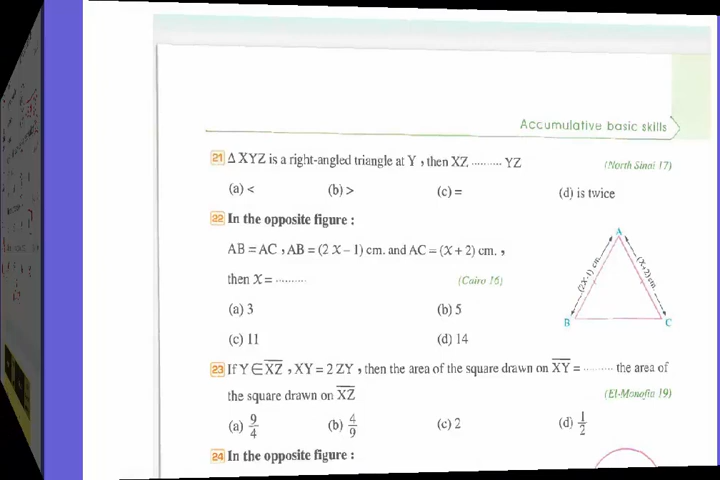 Accumulative basic skills
21 Δ XYZ is a right-angled triangle at Y , then XZ .......... YZ (North Sinai 17)
(a) < (b) > (c) = (d) is twice
22 In the opposite figure :
AB = AC , AB = (2 X – 1) cm. and AC = (X + 2) cm. ,
then X = .......... (Cairo 16)
(a) 3 (b) 5
(c) 11 (d) 14
A
(2X–1) cm. (X+2) cm.
B C
23 If Y ∈ \overline{XZ} , XY = 2 ZY , then the area of the square drawn on \overline{XY} = .......... the area of
the square drawn on \overline{XZ} (El-Monofia 19)
(a) 9/4 (b) 4/9 (c) 2 (d) 1/2
24 In the opposite figure :